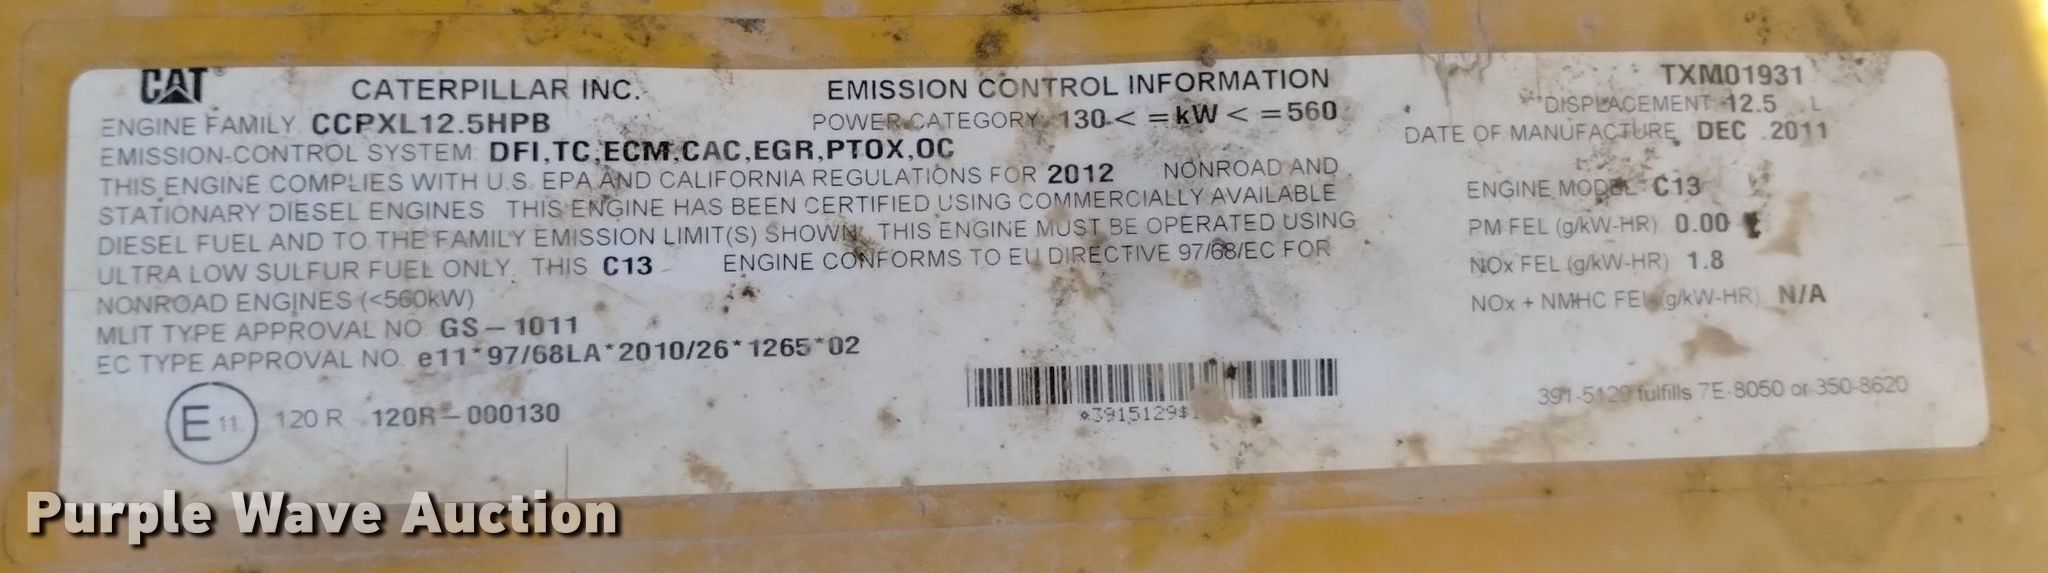 CAT CATERPILLAR INC. EMISSION CONTROL INFORMATION TXM01931
ENGINE FAMILY CCPXL12.5HPB POWER CATEGORY 130< =kW < =560 DISPLACEMENT 12.5 L
EMISSION-CONTROL SYSTEM DFI,TC,ECM,CAC,EGR,PTOX,OC DATE OF MANUFACTURE DEC 2011
THIS ENGINE COMPLIES WITH U.S. EPA AND CALIFORNIA REGULATIONS FOR 2012 NONROAD AND
STATIONARY DIESEL ENGINES THIS ENGINE HAS BEEN CERTIFIED USING COMMERCIALLY AVAILABLE
DIESEL FUEL AND TO THE FAMILY EMISSION LIMIT(S) SHOWN. THIS ENGINE MUST BE OPERATED USING
ULTRA LOW SULFUR FUEL ONLY. THIS C13 ENGINE CONFORMS TO EU DIRECTIVE 97/68/EC FOR
NONROAD ENGINES (<560kW)
MLIT TYPE APPROVAL NO. GS-1011
EC TYPE APPROVAL NO. e11*97/68LA*2010/26*1265*02
E 11 120 R 120R-000130
ENGINE MODEL C13
PM FEL (g/kW-HR) 0.00
NOx FEL (g/kW-HR) 1.8
NOx + NMHC FEL (g/kW-HR) N/A
*3915129$
391-5129 fulfills 7E-8050 or 350-8620
Purple Wave Auction